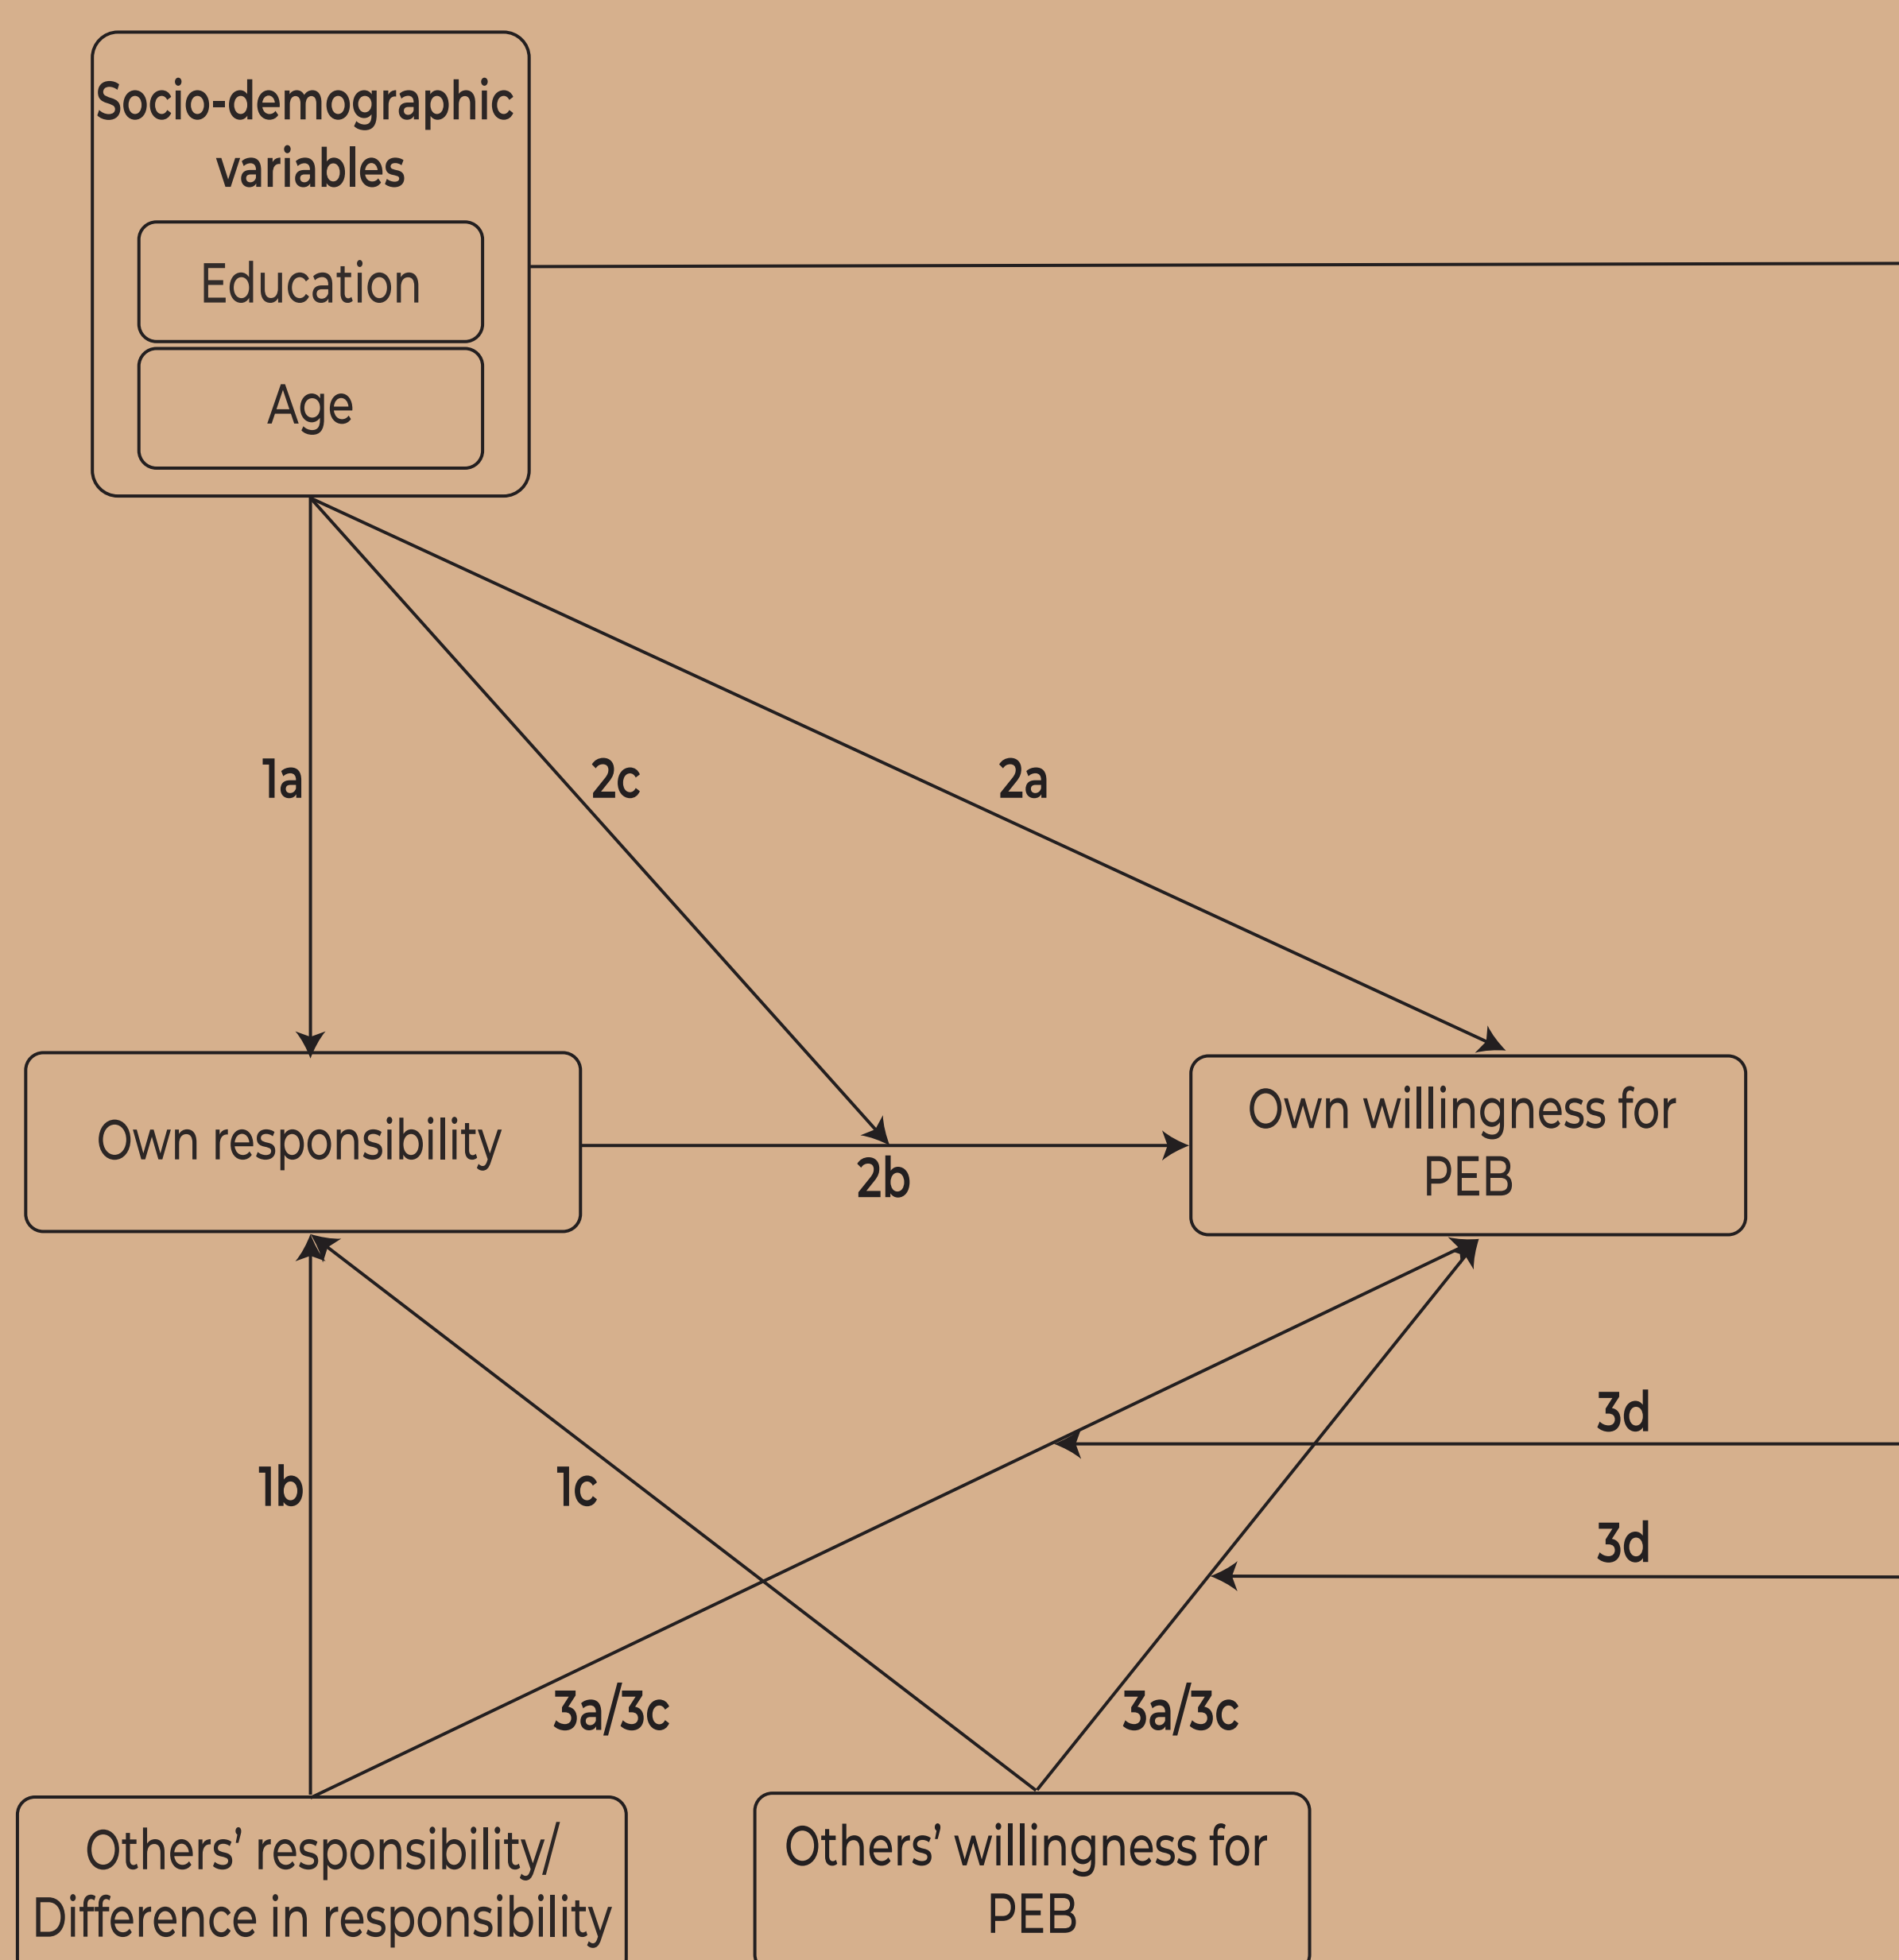 Socio-demographic
variables
Education
Age
1a
2c
2a
Own responsibility
2b
Own willingness for
PEB
3d
1b
1c
3d
3a/3c
3a/3c
Others’ responsibility/
Difference in responsibility
Others’ willingness for
PEB